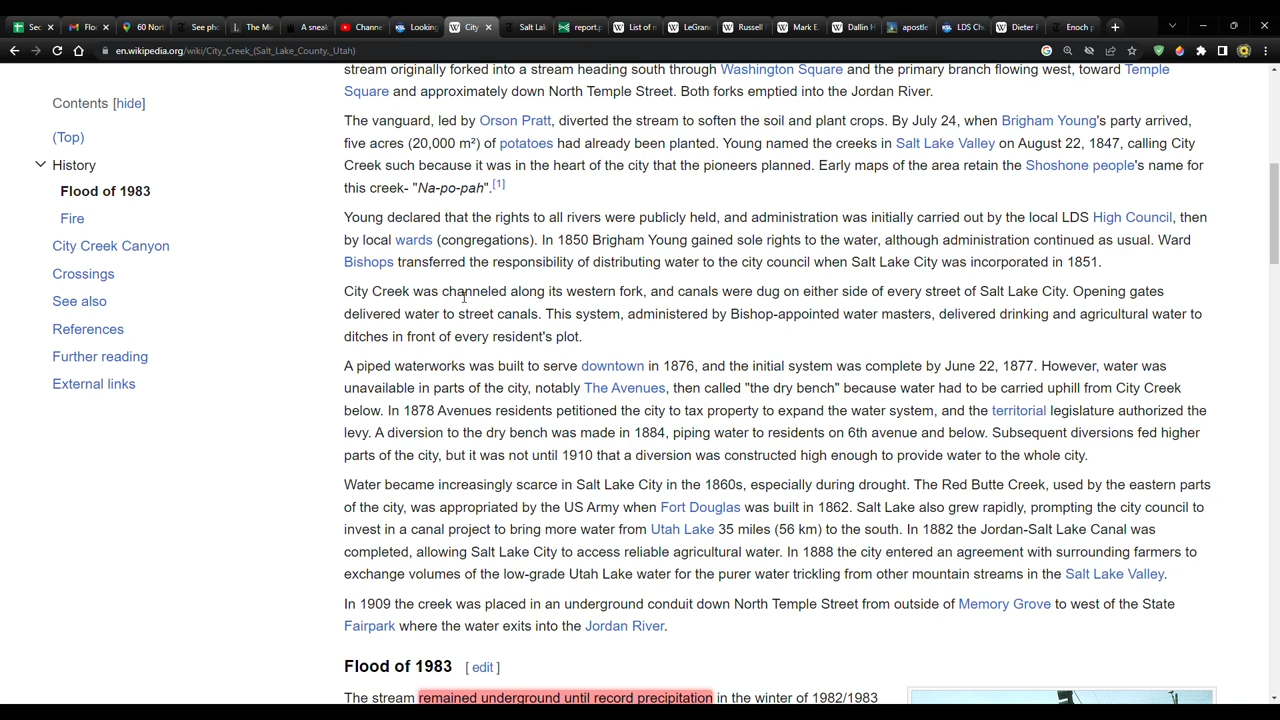 Sec
Flo
60 Nort
See pho
The Mir
A sneak
Channe
Looking
City
Salt Lak
report.p
List of n
LeGran
Russell
Mark E.
Dallin H
apostle
LDS Ch
Dieter F
Enoch p
en.wikipedia.org/wiki/City_Creek_(Salt_Lake_County,_Utah)
Contents [hide]
(Top)
History
Flood of 1983
Fire
City Creek Canyon
Crossings
See also
References
Further reading
External links
stream originally forked into a stream heading south through Washington Square and the primary branch flowing west, toward Temple
Square and approximately down North Temple Street. Both forks emptied into the Jordan River.
The vanguard, led by Orson Pratt, diverted the stream to soften the soil and plant crops. By July 24, when Brigham Young's party arrived,
five acres (20,000 m²) of potatoes had already been planted. Young named the creeks in Salt Lake Valley on August 22, 1847, calling City
Creek such because it was in the heart of the city that the pioneers planned. Early maps of the area retain the Shoshone people's name for
this creek- "Na-po-pah".[1]
Young declared that the rights to all rivers were publicly held, and administration was initially carried out by the local LDS High Council, then
by local wards (congregations). In 1850 Brigham Young gained sole rights to the water, although administration continued as usual. Ward
Bishops transferred the responsibility of distributing water to the city council when Salt Lake City was incorporated in 1851.
City Creek was channeled along its western fork, and canals were dug on either side of every street of Salt Lake City. Opening gates
delivered water to street canals. This system, administered by Bishop-appointed water masters, delivered drinking and agricultural water to
ditches in front of every resident's plot.
A piped waterworks was built to serve downtown in 1876, and the initial system was complete by June 22, 1877. However, water was
unavailable in parts of the city, notably The Avenues, then called "the dry bench" because water had to be carried uphill from City Creek
below. In 1878 Avenues residents petitioned the city to tax property to expand the water system, and the territorial legislature authorized the
levy. A diversion to the dry bench was made in 1884, piping water to residents on 6th avenue and below. Subsequent diversions fed higher
parts of the city, but it was not until 1910 that a diversion was constructed high enough to provide water to the whole city.
Water became increasingly scarce in Salt Lake City in the 1860s, especially during drought. The Red Butte Creek, used by the eastern parts
of the city, was appropriated by the US Army when Fort Douglas was built in 1862. Salt Lake also grew rapidly, prompting the city council to
invest in a canal project to bring more water from Utah Lake 35 miles (56 km) to the south. In 1882 the Jordan-Salt Lake Canal was
completed, allowing Salt Lake City to access reliable agricultural water. In 1888 the city entered an agreement with surrounding farmers to
exchange volumes of the low-grade Utah Lake water for the purer water trickling from other mountain streams in the Salt Lake Valley.
In 1909 the creek was placed in an underground conduit down North Temple Street from outside of Memory Grove to west of the State
Fairpark where the water exits into the Jordan River.
Flood of 1983 [ edit ]
The stream remained underground until record precipitation in the winter of 1982/1983